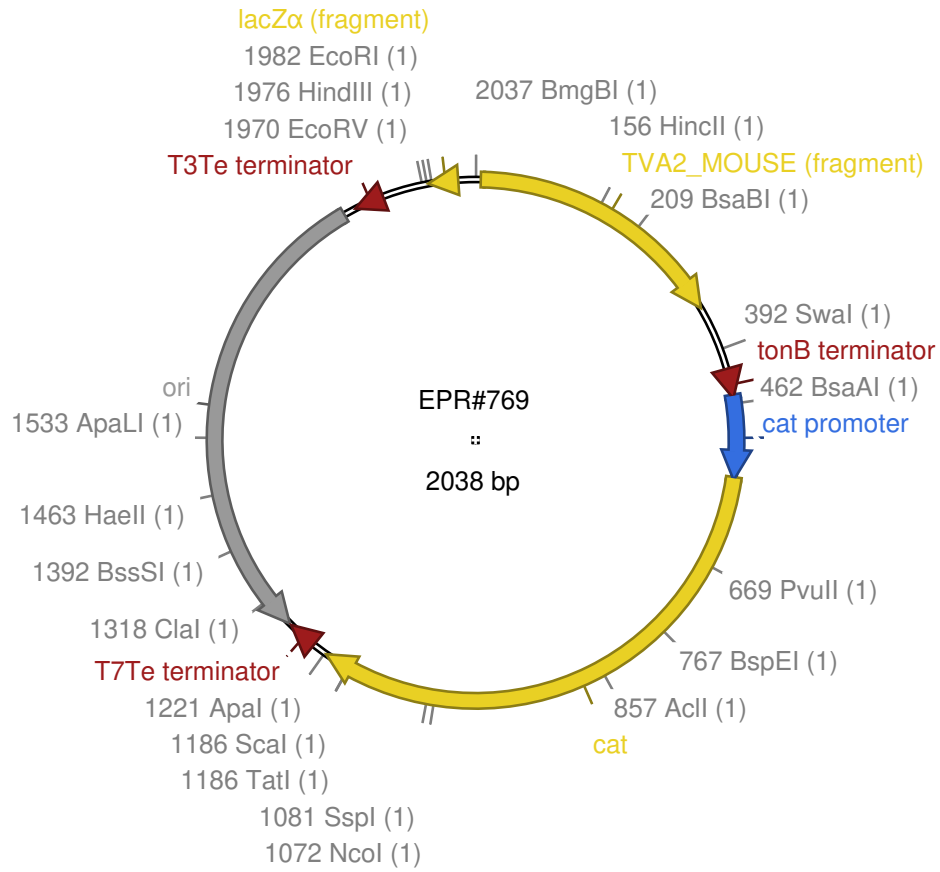 lacZα (fragment)
1982 EcoRI (1)
1976 HindIII (1)
1970 EcoRV (1)
T3Te terminator
2037 BmgBI (1)
156 HincII (1)
TVA2_MOUSE (fragment)
209 BsaBI (1)
392 SwaI (1)
tonB terminator
462 BsaAI (1)
cat promoter
EPR#769
2038 bp
669 PvuII (1)
767 BspEI (1)
857 AclI (1)
cat
ori
1533 ApaLI (1)
1463 HaeII (1)
1392 BssSI (1)
1318 ClaI (1)
T7Te terminator
1221 ApaI (1)
1186 ScaI (1)
1186 TatI (1)
1081 SspI (1)
1072 NcoI (1)